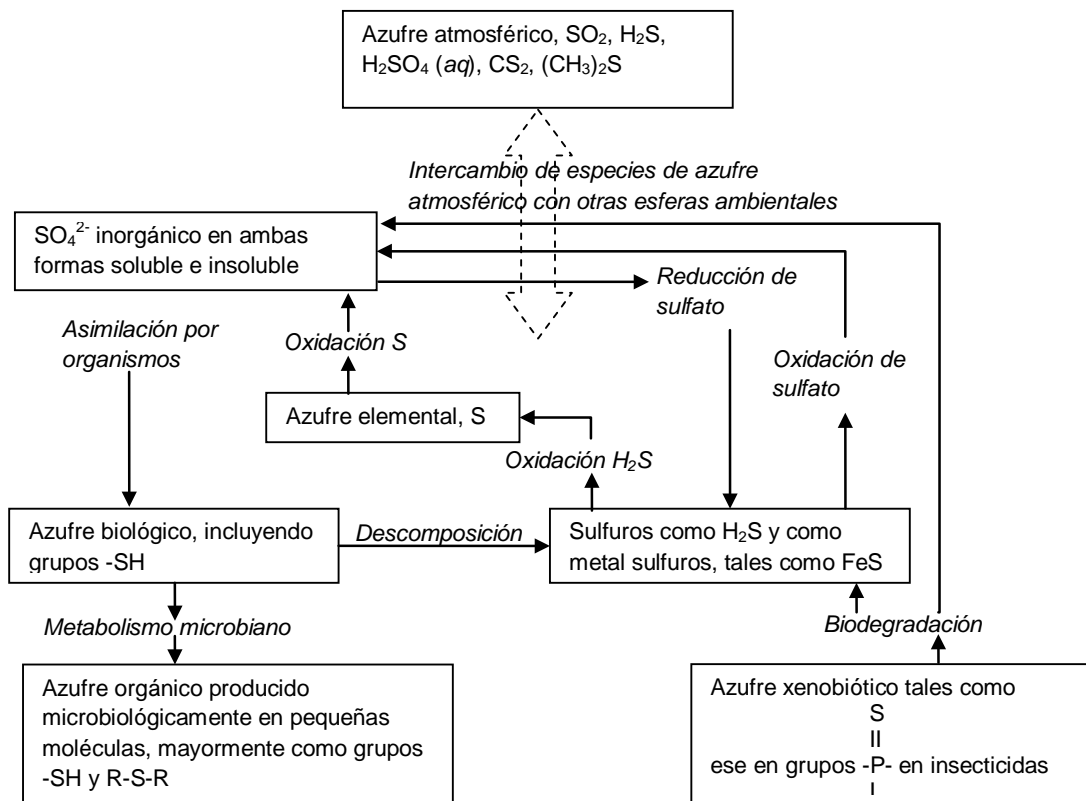 Azufre atmosférico, SO₂, H₂S,
H₂SO₄ (aq), CS₂, (CH₃)₂S
Intercambio de especies de azufre
atmosférico con otras esferas ambientales
SO₄²⁻ inorgánico en ambas
formas soluble e insoluble
Reducción de
sulfato
Asimilación por
organismos
Oxidación S
Oxidación de
sulfato
Azufre elemental, S
Oxidación H₂S
Azufre biológico, incluyendo
grupos -SH
Descomposición
Sulfuros como H₂S y como
metal sulfuros, tales como FeS
Metabolismo microbiano
Biodegradación
Azufre orgánico producido
microbiológicamente en pequeñas
moléculas, mayormente como grupos
-SH y R-S-R
Azufre xenobiótico tales como
S
II
ese en grupos -P- en insecticidas
I